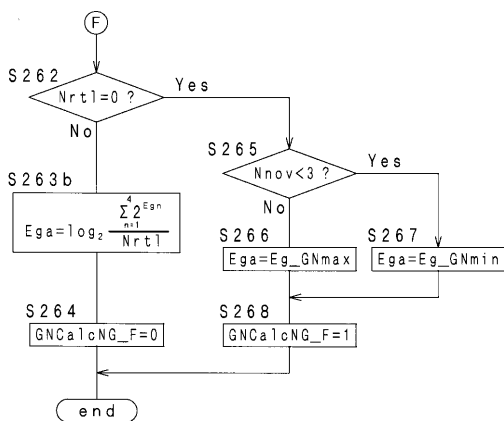 F
S262
Nrtl=0 ?
Yes
No
S265
Nnov<3 ?
Yes
No
S263b
Ega=log₂ (Σ⁴ₙ₌₁ 2^Egn)/Nrtl
S266
Ega=Eg_GNmax
S267
Ega=Eg_GNmin
S264
GNCalcNG_F=0
S268
GNCalcNG_F=1
end